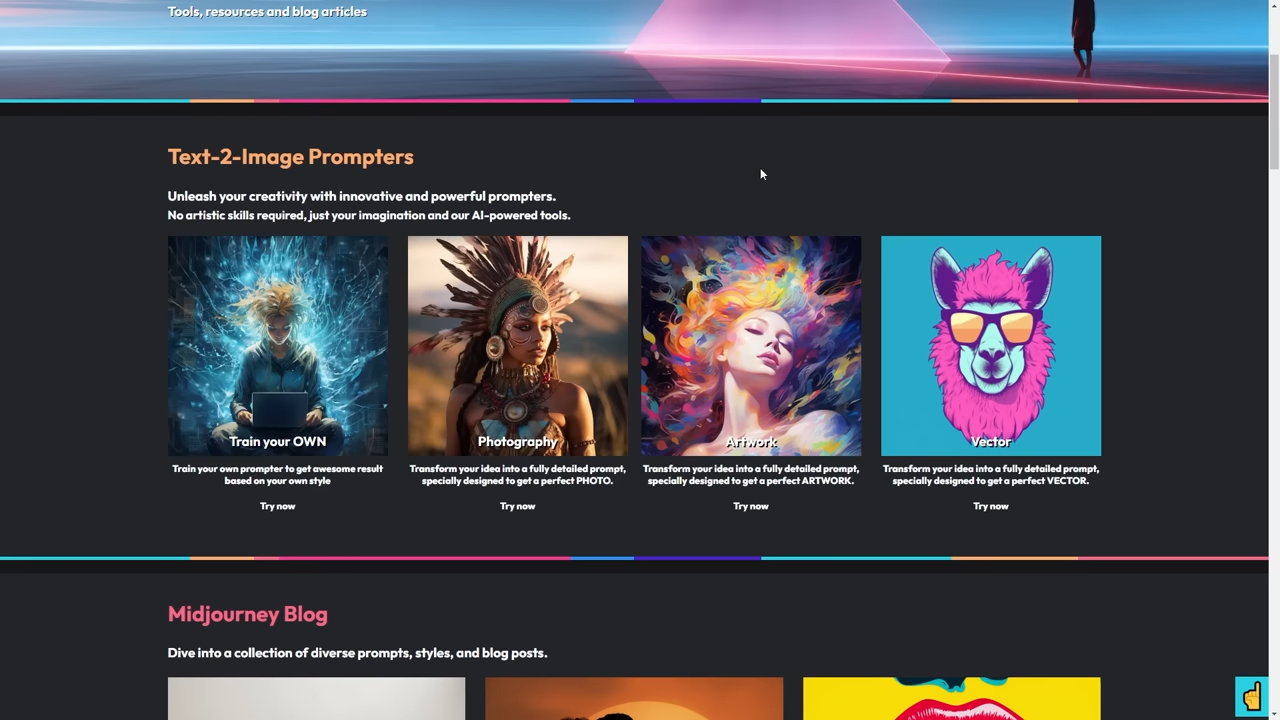 Tools, resources and blog articles
Text-2-Image Prompters
Unleash your creativity with innovative and powerful prompters.
No artistic skills required, just your imagination and our AI-powered tools.
Train your OWN
Train your own prompter to get awesome result
based on your own style
Try now
Photography
Transform your idea into a fully detailed prompt,
specially designed to get a perfect PHOTO.
Try now
Artwork
Transform your idea into a fully detailed prompt,
specially designed to get a perfect ARTWORK.
Try now
Vector
Transform your idea into a fully detailed prompt,
specially designed to get a perfect VECTOR.
Try now
Midjourney Blog
Dive into a collection of diverse prompts, styles, and blog posts.